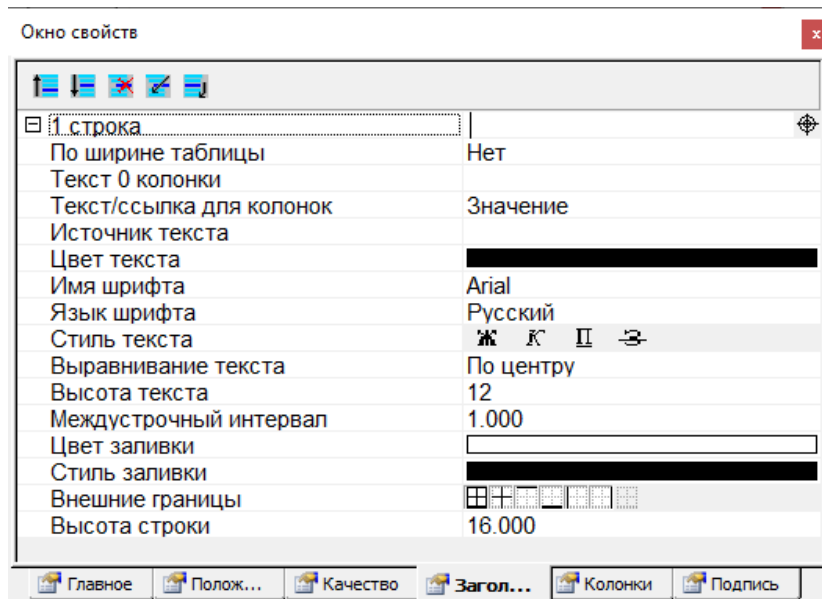 Окно свойств
x
1 строка
По ширине таблицы Нет
Текст 0 колонки
Текст/ссылка для колонок Значение
Источник текста
Цвет текста
Имя шрифта Arial
Язык шрифта Русский
Стиль текста Ж К П З
Выравнивание текста По центру
Высота текста 12
Междустрочный интервал 1.000
Цвет заливки
Стиль заливки
Внешние границы
Высота строки 16.000
Главное Полож... Качество Загол... Колонки Подпись